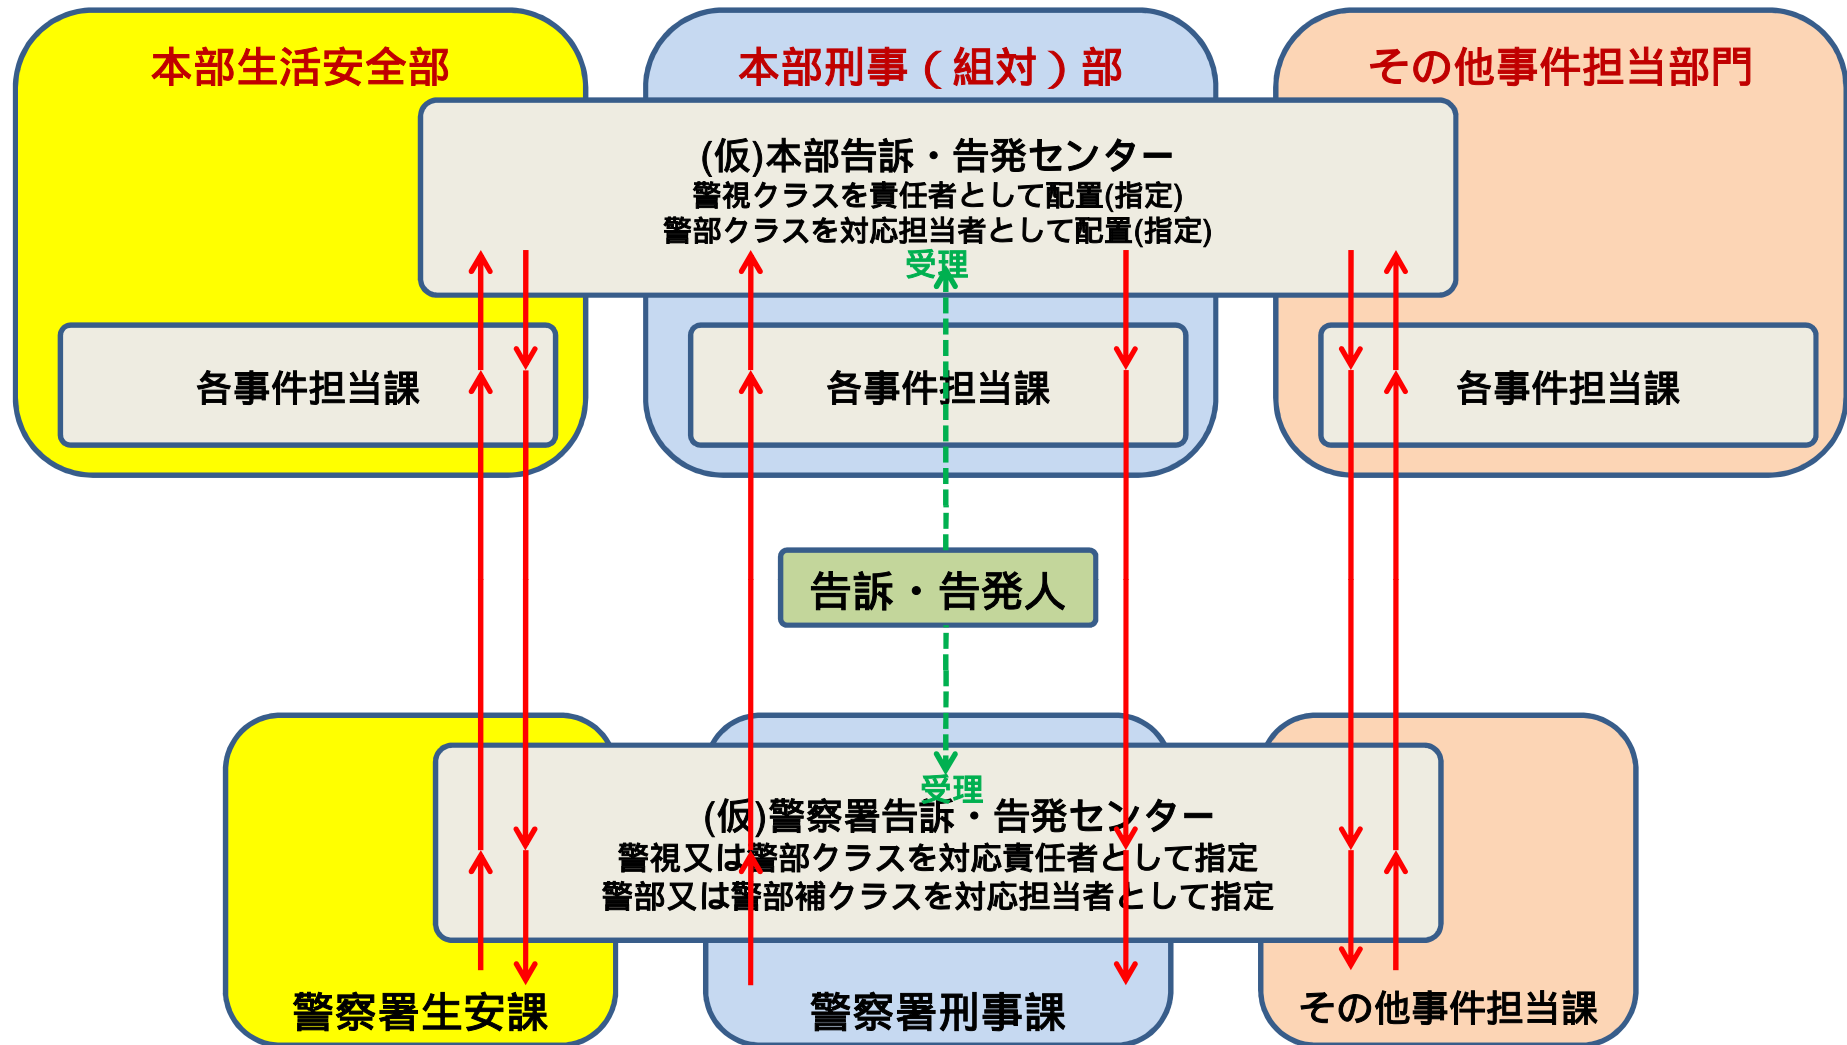 本部生活安全部
本部刑事(組対)部
その他事件担当部門
(仮)本部告訴・告発センター
警視クラスを責任者として配置(指定)
警部クラスを対応担当者として配置(指定)
受理
各事件担当課
各事件担当課
各事件担当課
告訴・告発人
受理
(仮)警察署告訴・告発センター
警視又は警部クラスを対応責任者として指定
警部又は警部補クラスを対応担当者として指定
警察署生安課
警察署刑事課
その他事件担当課